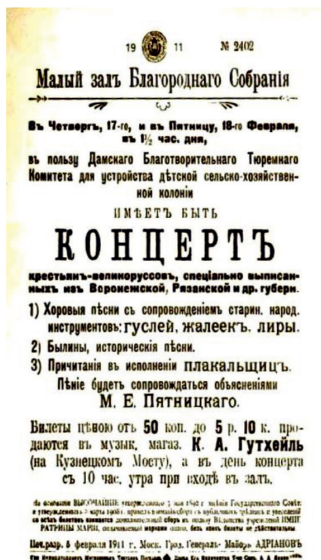 19 11 № 2402
Малый залъ Благороднаго Собранія
Въ Четверг, 17-го, и въ Пятницу, 18-го Февраля,
въ 1½ час. дня,
въ пользу Дамскаго Благотворительнаго Тюремнаго
Комитета для устройства дѣтской сельско-хозяйствен-
ной колоніи
ИМѢЕТЪ БЫТЬ
КОНЦЕРТЪ
крестьян-великоруссовъ, спеціально выписан-
ныхъ изъ Воронежской, Рязанской и др. губерн.
1) Хоровыя пѣсни съ сопровожденіемъ старин. народ.
инструментовъ: гуслей, жалеекъ. лиры.
2) Былины, историческія пѣсни.
3) Причитанія въ исполненіи плакальщицъ.
Пѣніе будетъ сопровождаться объясненіями
М. Е. Пятницкаго.
Билеты цѣною отъ 50 коп. до 5 р. 10 к. про-
даются въ музык. магаз. К. А. Гутхейль
(на Кузнецкомъ Мосту), а въ день концерта
съ 10 час. утра при входѣ въ залъ.
5 февраля 1911 г. Моск. Град. Генералъ-Майоръ АДРІАНОВЪ